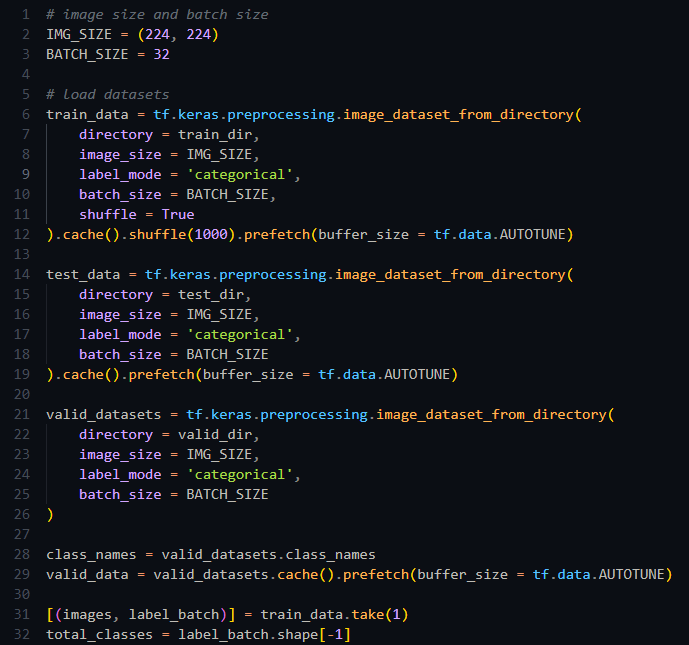 1 # image size and batch size
2 IMG_SIZE = (224, 224)
3 BATCH_SIZE = 32
4
5 # load datasets
6 train_data = tf.keras.preprocessing.image_dataset_from_directory(
7     directory = train_dir,
8     image_size = IMG_SIZE,
9     label_mode = 'categorical',
10     batch_size = BATCH_SIZE,
11     shuffle = True
12 ).cache().shuffle(1000).prefetch(buffer_size = tf.data.AUTOTUNE)
13
14 test_data = tf.keras.preprocessing.image_dataset_from_directory(
15     directory = test_dir,
16     image_size = IMG_SIZE,
17     label_mode = 'categorical',
18     batch_size = BATCH_SIZE
19 ).cache().prefetch(buffer_size = tf.data.AUTOTUNE)
20
21 valid_datasets = tf.keras.preprocessing.image_dataset_from_directory(
22     directory = valid_dir,
23     image_size = IMG_SIZE,
24     label_mode = 'categorical',
25     batch_size = BATCH_SIZE
26 )
27
28 class_names = valid_datasets.class_names
29 valid_data = valid_datasets.cache().prefetch(buffer_size = tf.data.AUTOTUNE)
30
31 [(images, label_batch)] = train_data.take(1)
32 total_classes = label_batch.shape[-1]